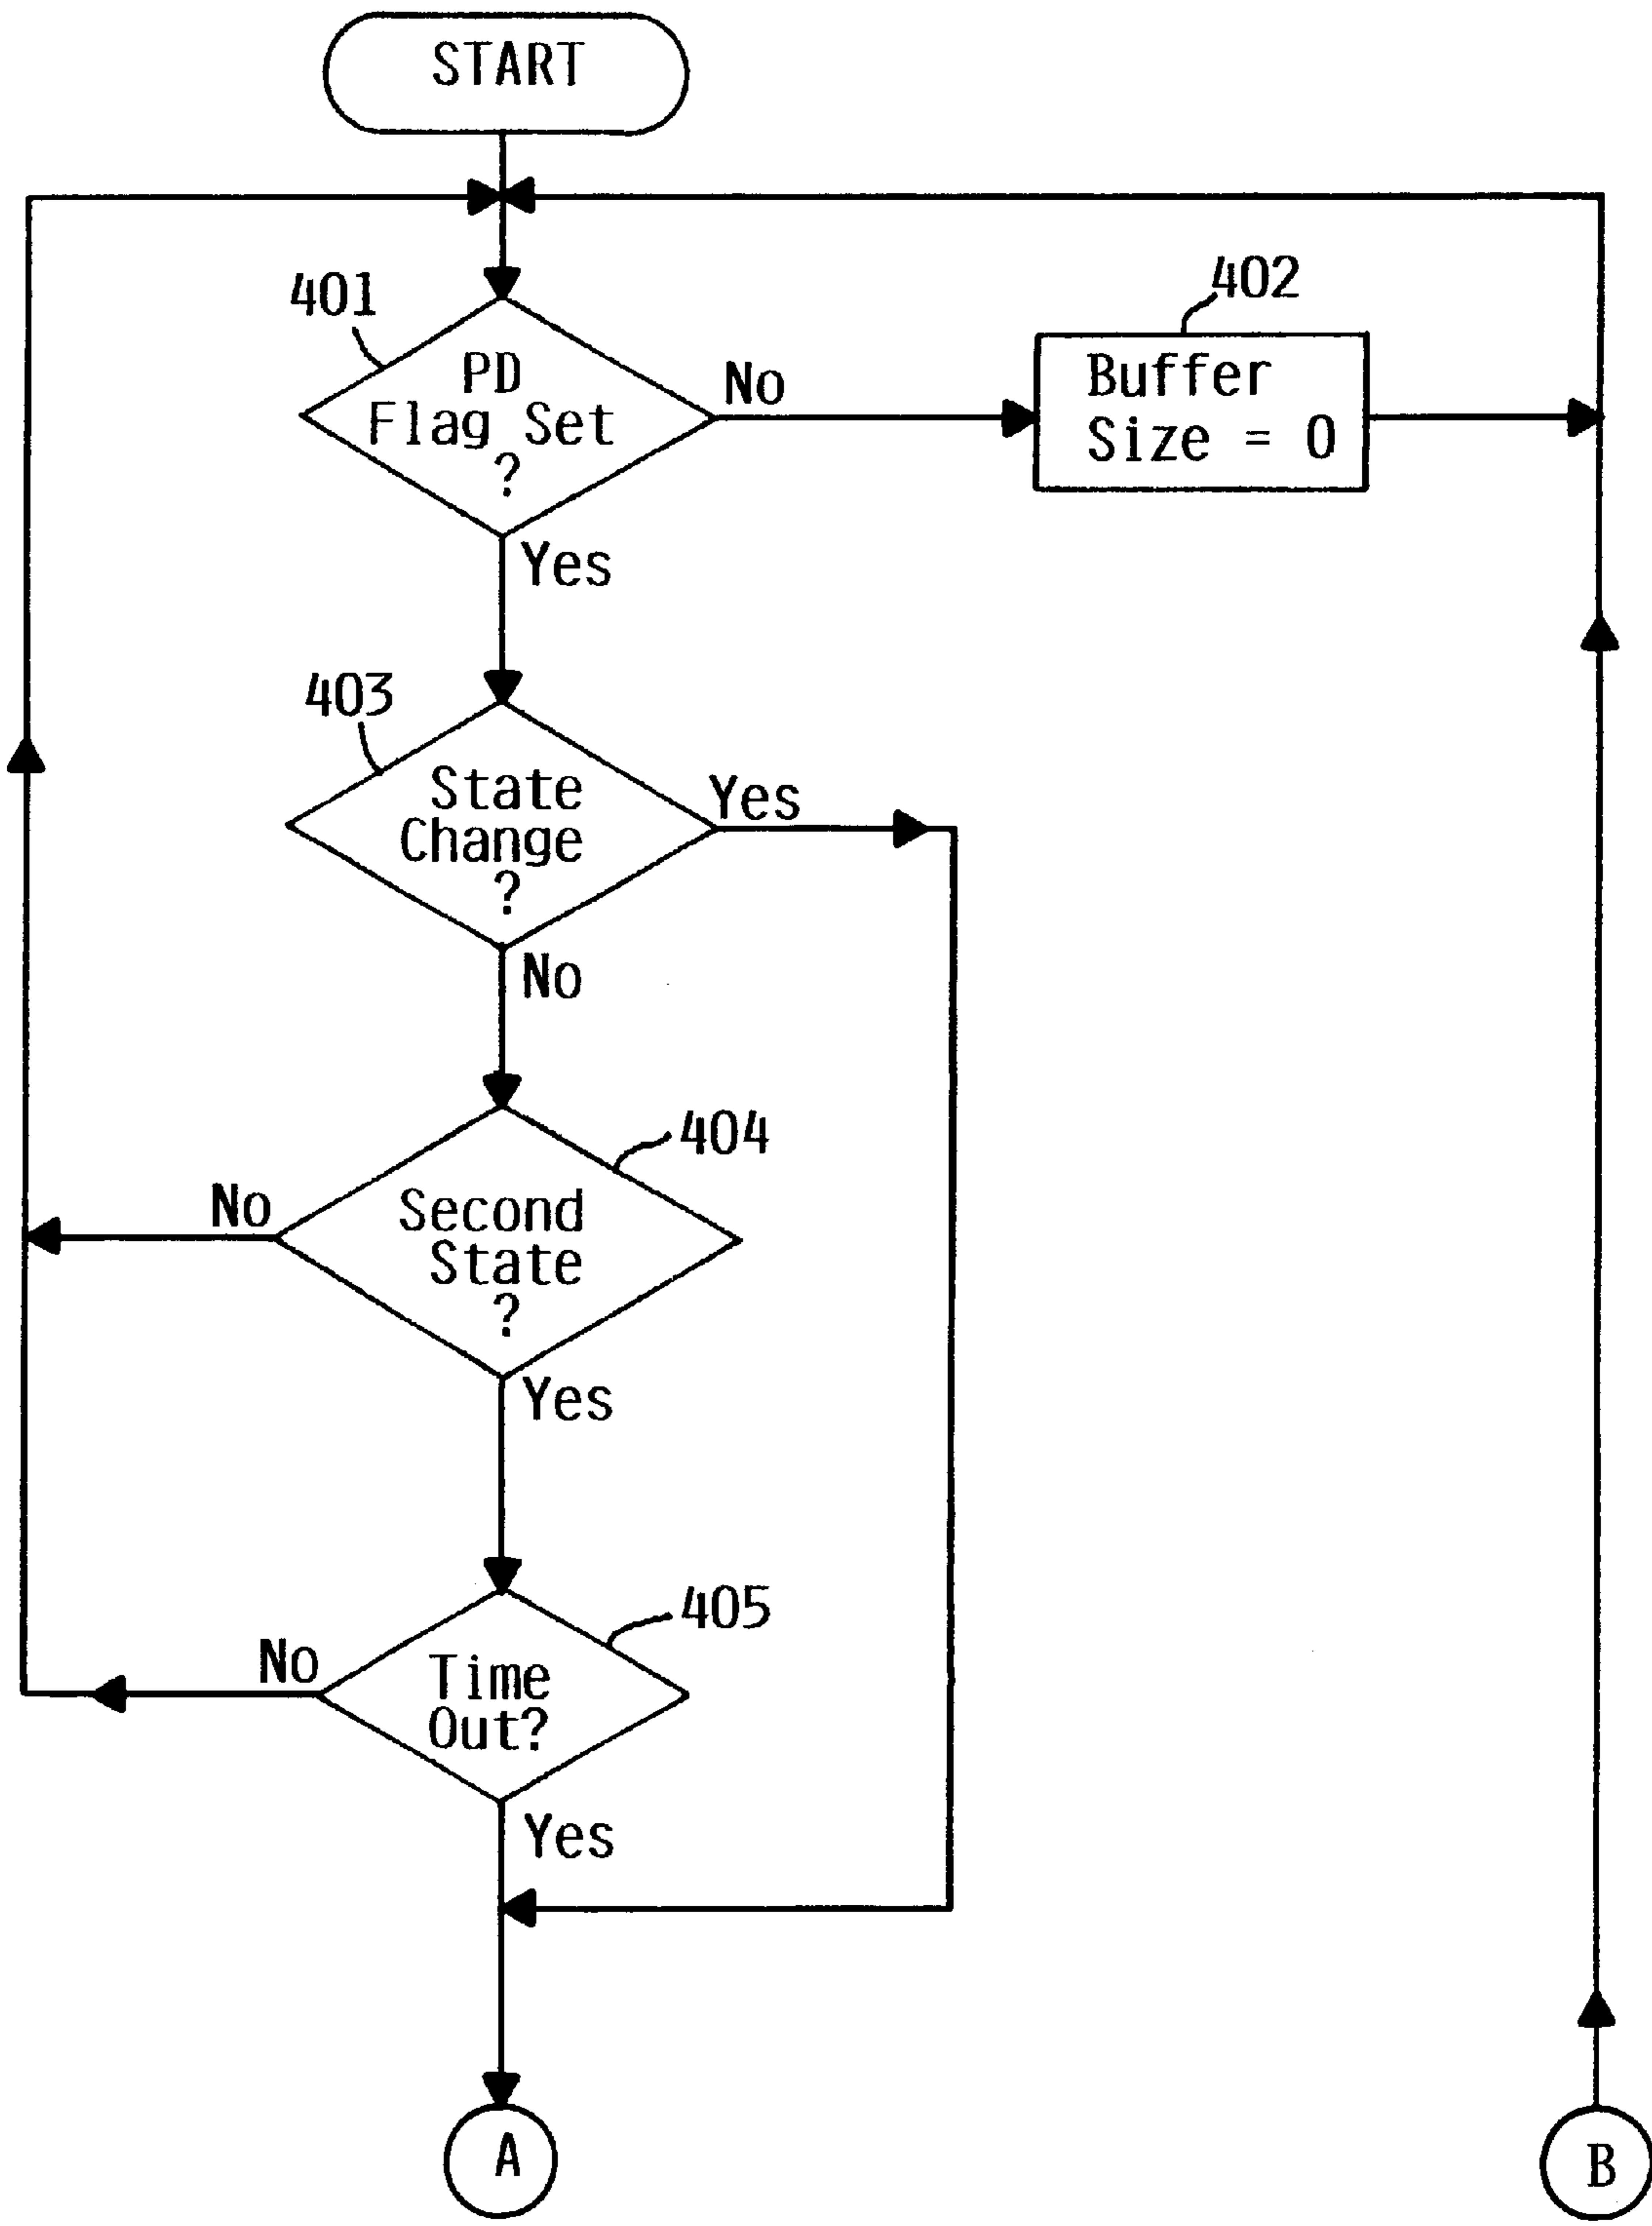 START
401
PD
Flag Set
?
No
402
Buffer
Size = 0
Yes
403
State
Change
?
Yes
No
404
Second
State
?
No
Yes
405
Time
Out?
No
Yes
A
B